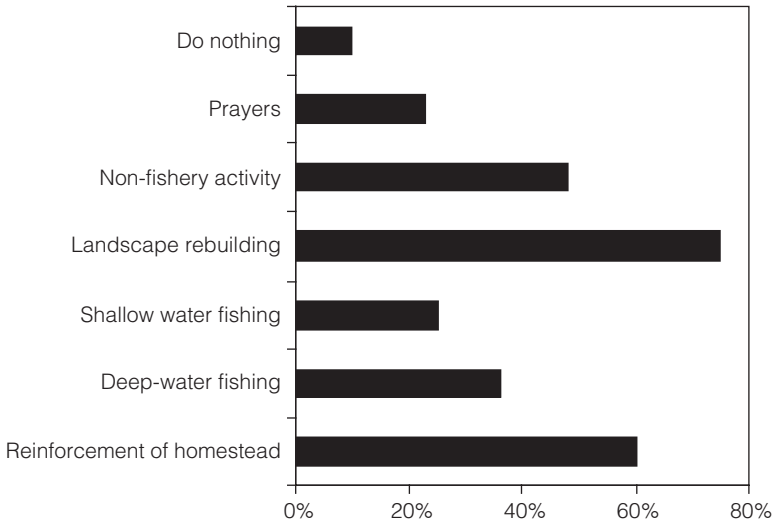 Do nothing
Prayers
Non-fishery activity
Landscape rebuilding
Shallow water fishing
Deep-water fishing
Reinforcement of homestead
0% 20% 40% 60% 80%